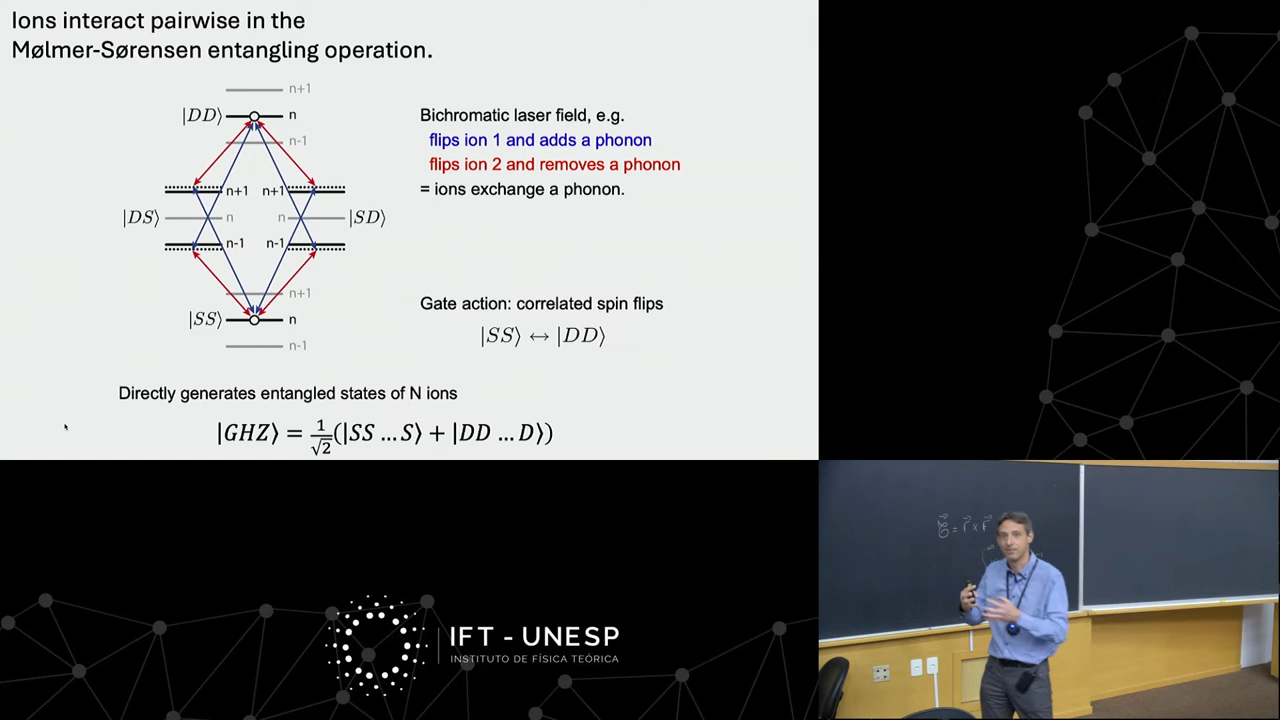 Ions interact pairwise in the
Mølmer-Sørensen entangling operation.
n+1
|DD⟩ n
n-1
n+1 n+1
|DS⟩ n n |SD⟩
n-1 n-1
n+1
|SS⟩ n
n-1
Bichromatic laser field, e.g.
flips ion 1 and adds a phonon
flips ion 2 and removes a phonon
= ions exchange a phonon.
Gate action: correlated spin flips
|SS⟩ ↔ |DD⟩
Directly generates entangled states of N ions
|GHZ⟩ = 1/√2 (|SS ... S⟩ + |DD ... D⟩)
IFT - UNESP
INSTITUTO DE FÍSICA TEÓRICA